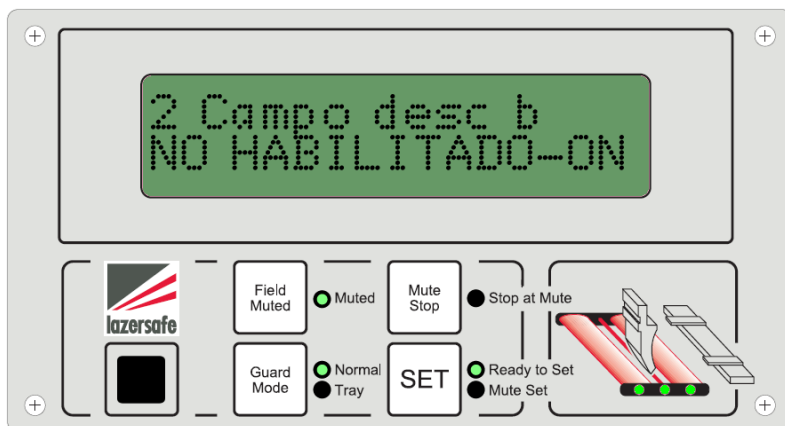 2 Campo desc b
NO HABILITADO-ON
lazersafe
Field
Muted
Muted
Mute
Stop
Stop at Mute
Guard
Mode
Normal
Tray
SET
Ready to Set
Mute Set